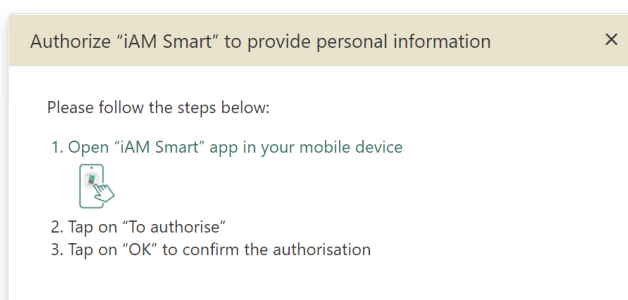 Authorize “iAM Smart” to provide personal information
Please follow the steps below:
1. Open “iAM Smart” app in your mobile device
2. Tap on “To authorise”
3. Tap on “OK” to confirm the authorisation